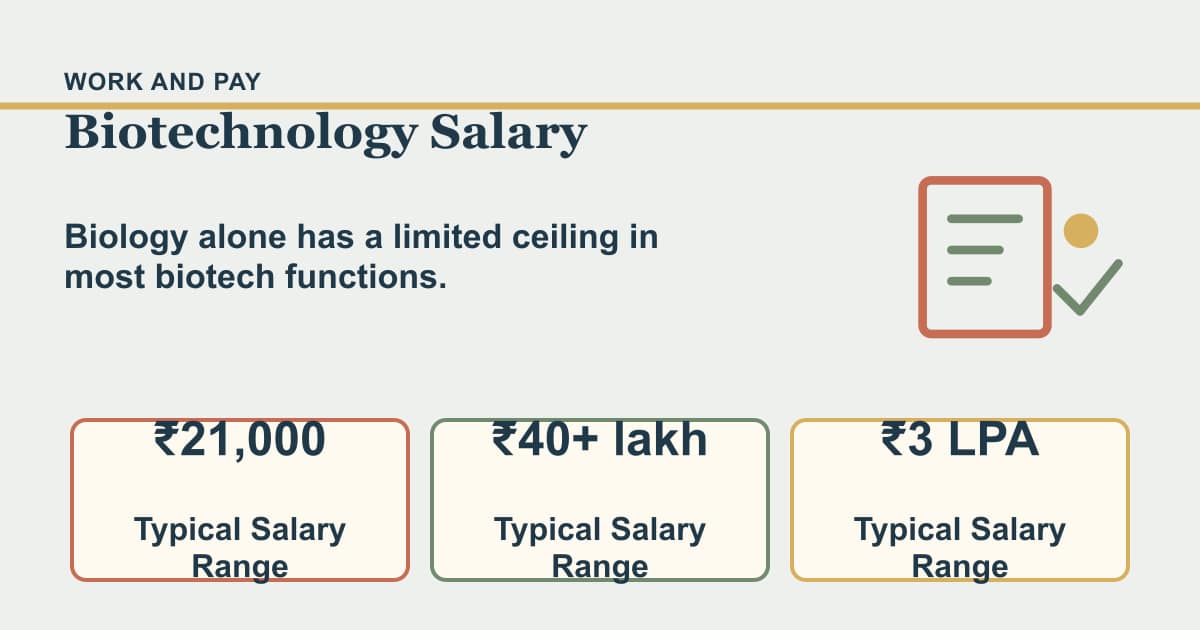 WORK AND PAY
Biotechnology Salary
Biology alone has a limited ceiling in
most biotech functions.
₹21,000
Typical Salary
Range
₹40+ lakh
Typical Salary
Range
₹3 LPA
Typical Salary
Range